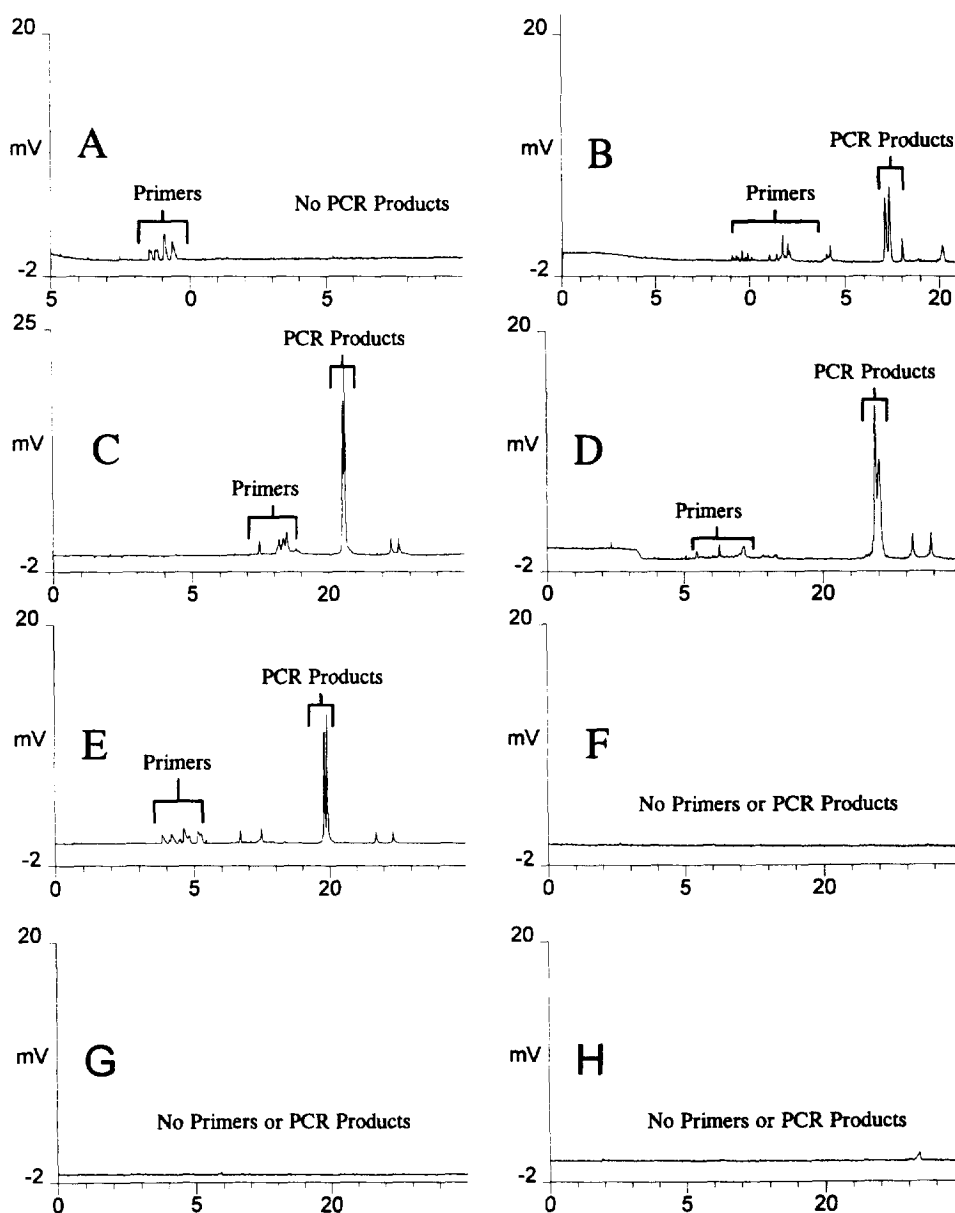 20
mV
A
Primers
No PCR Products
-2
5 0 5
20
mV
B
PCR Products
Primers
-2
0 5 0 5 20
25
mV
C
PCR Products
Primers
-2
0 20
20
mV
D
PCR Products
Primers
-2
0 5 20
20
mV
E
PCR Products
Primers
-2
0 5 20
20
mV
F
No Primers or PCR Products
-2
0 5 20
20
mV
G
No Primers or PCR Products
-2
0 5 20
20
mV
H
No Primers or PCR Products
-2
0 5 20